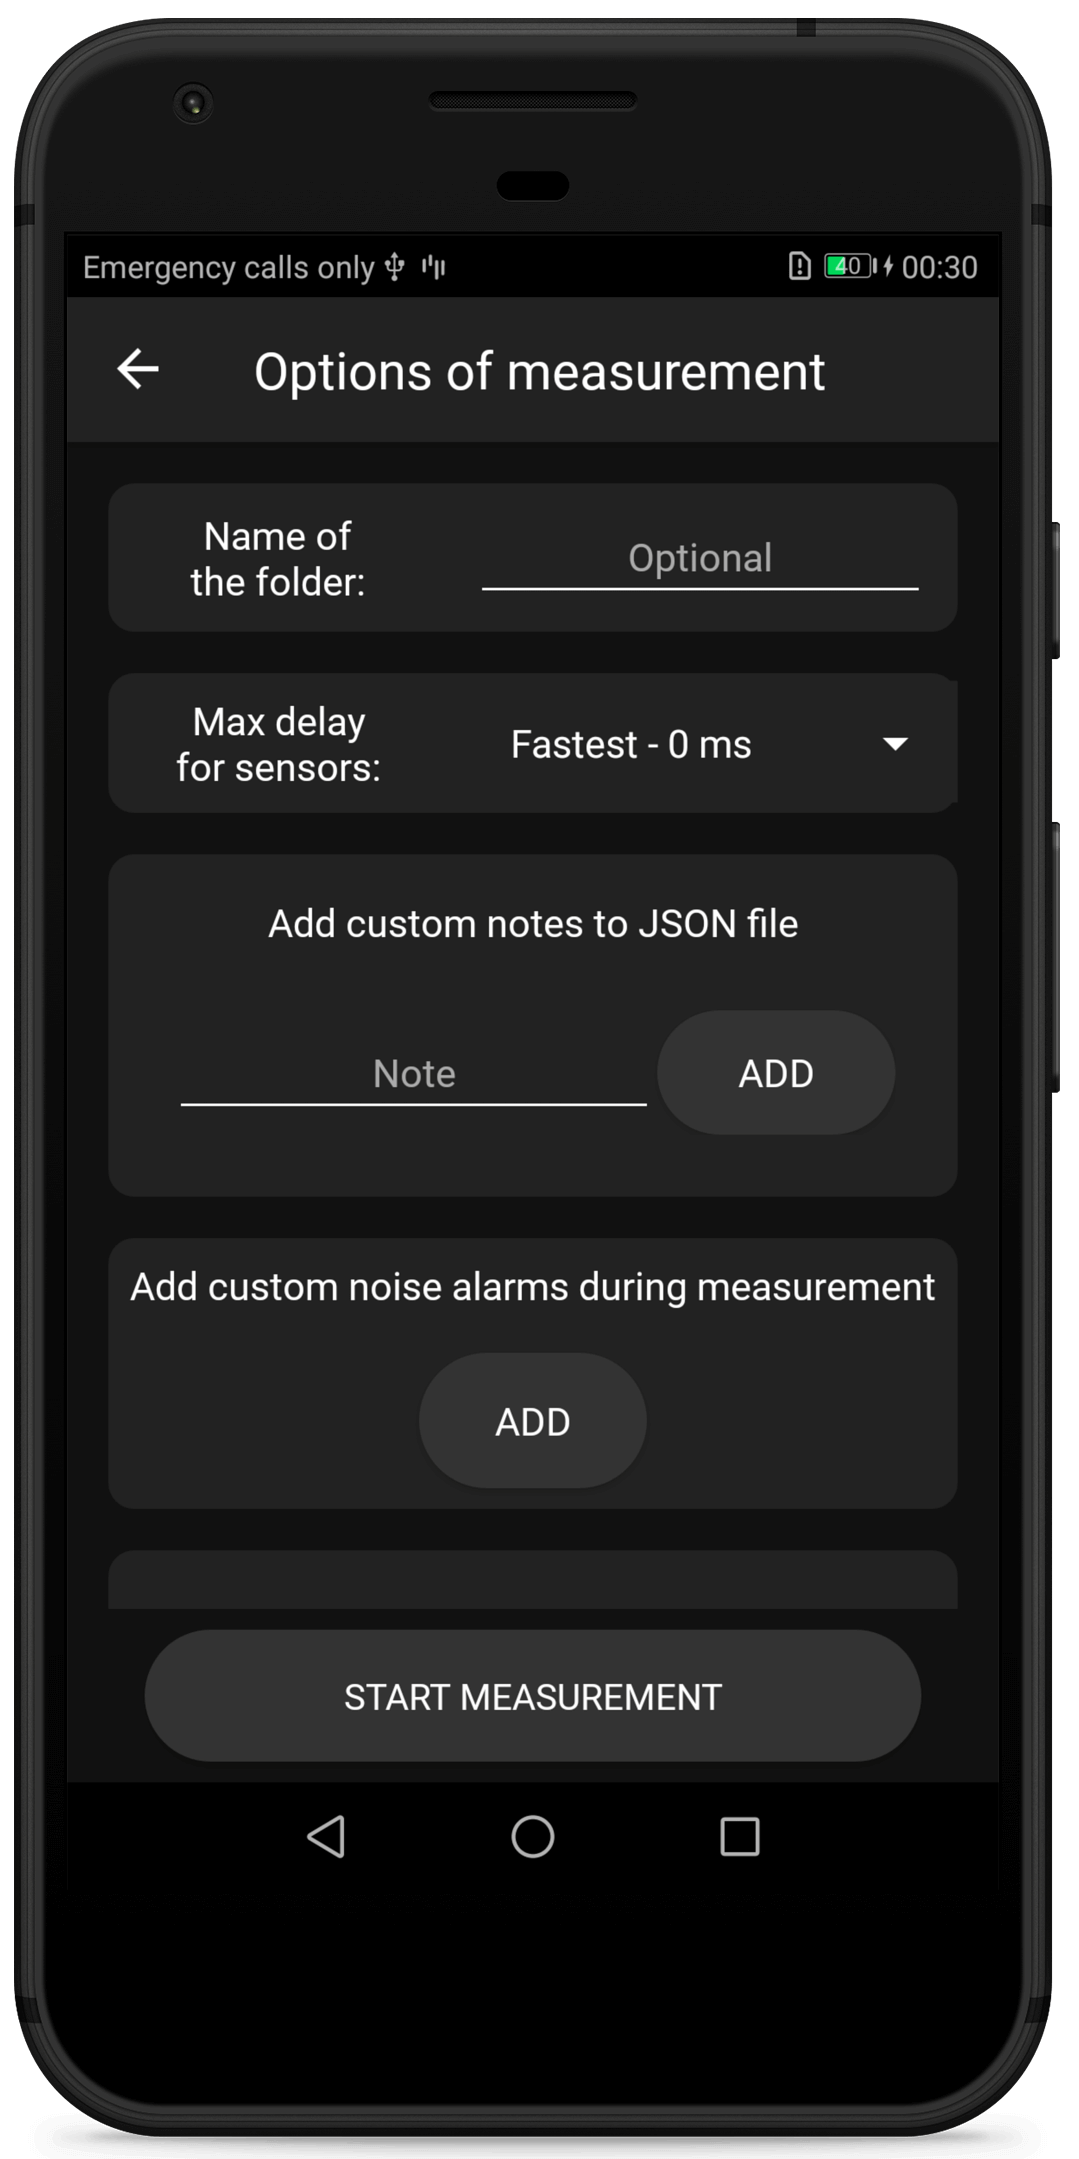 Emergency calls only
40 00:30
Options of measurement
Name of
the folder:
Optional
Max delay
for sensors:
Fastest - 0 ms
Add custom notes to JSON file
Note
ADD
Add custom noise alarms during measurement
ADD
START MEASUREMENT